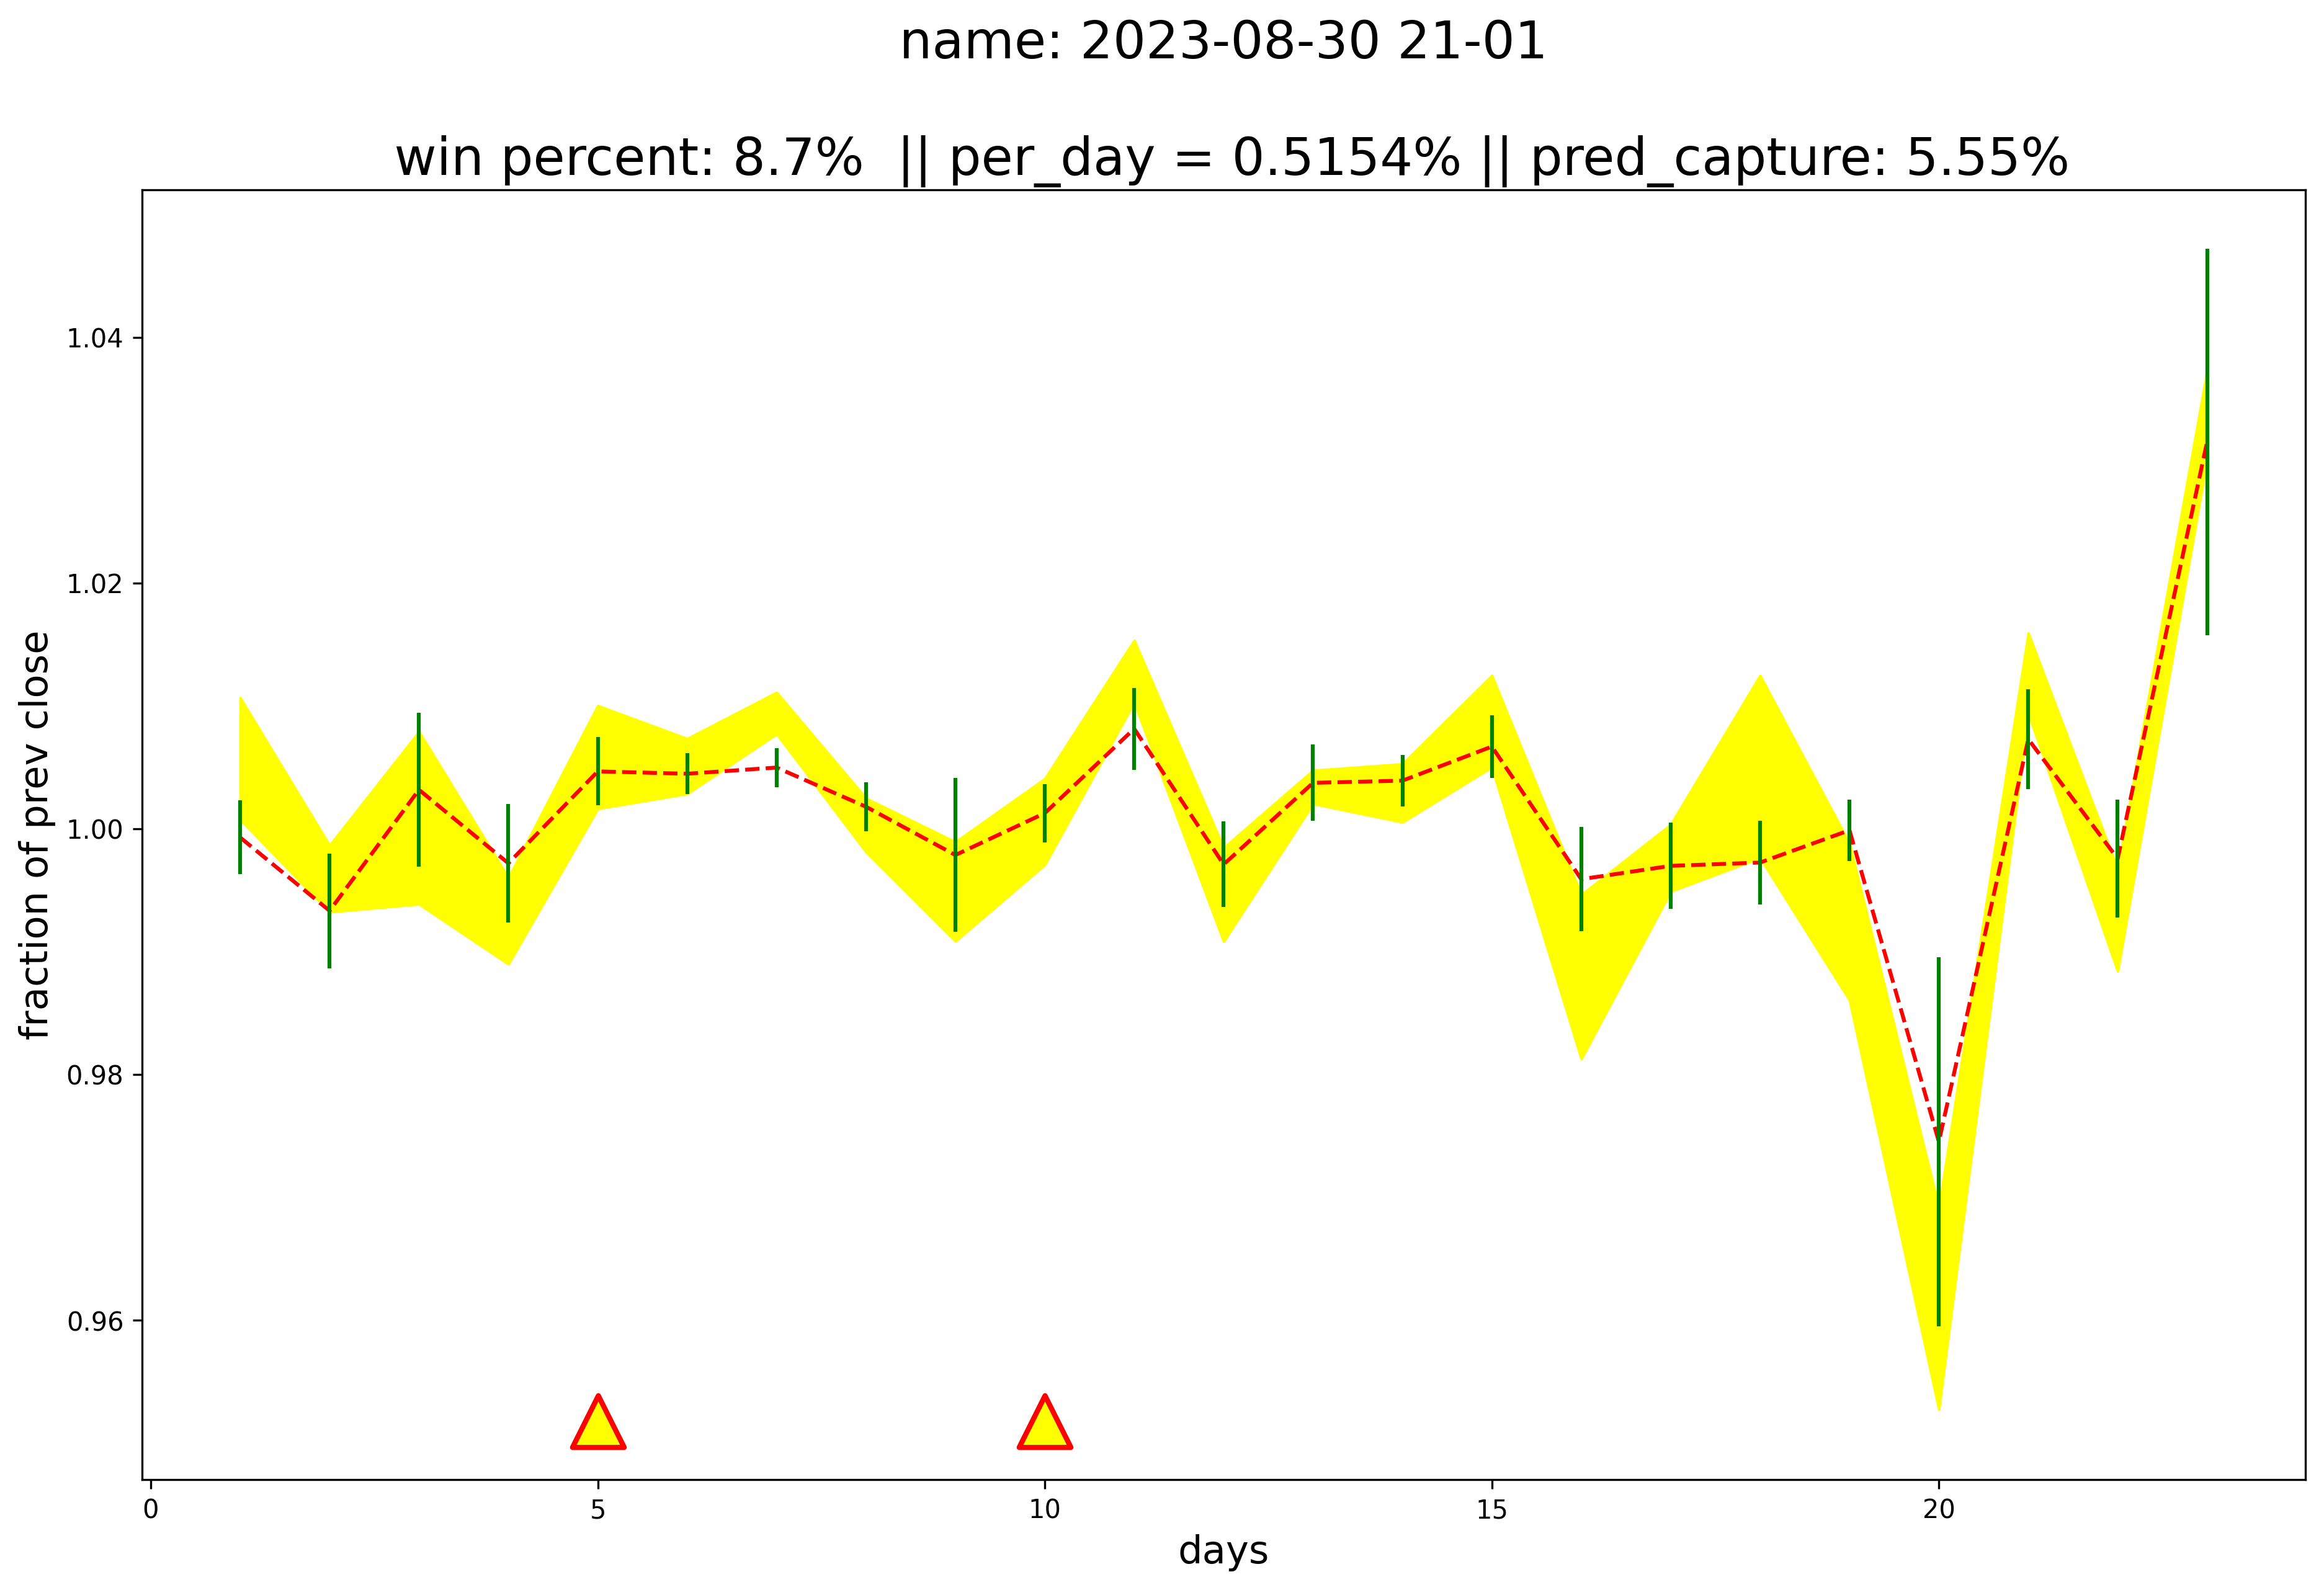 name: 2023-08-30 21-01
win percent: 8.7%  || per_day = 0.5154% || pred_capture: 5.55%
fraction of prev close
1.04
1.02
1.00
0.98
0.96
0
5
10
15
20
days